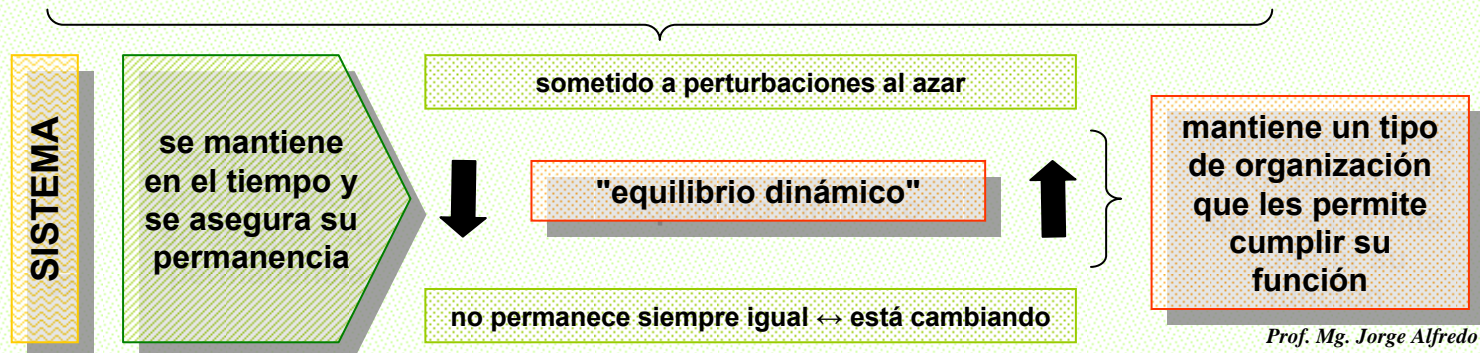 SISTEMA
se mantiene
en el tiempo y
se asegura su
permanencia
sometido a perturbaciones al azar
"equilibrio dinámico"
no permanece siempre igual ↔ está cambiando
mantiene un tipo
de organización
que les permite
cumplir su
función
Prof. Mg. Jorge Alfredo